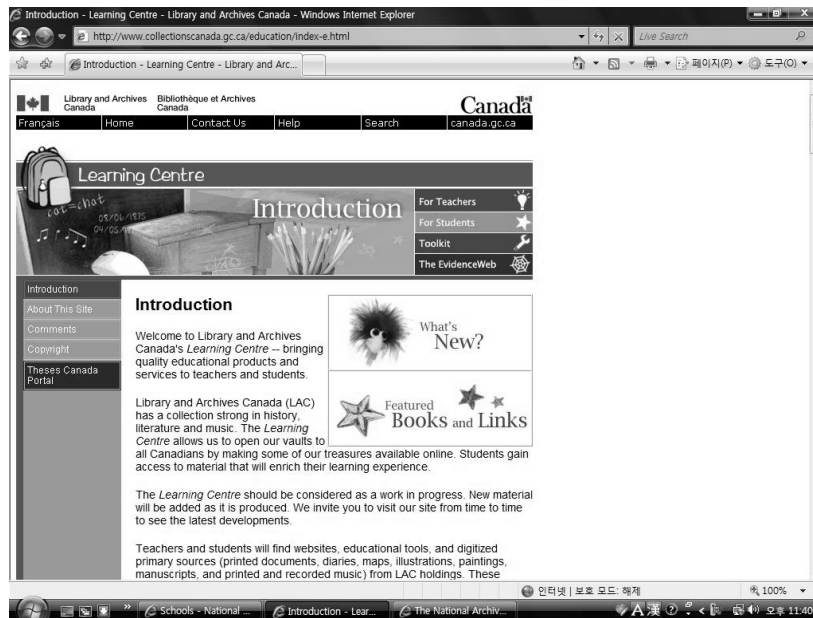 Introduction - Learning Centre - Library and Archives Canada - Windows Internet Explorer
http://www.collectionscanada.gc.ca/education/index-e.html
Live Search
Introduction - Learning Centre - Library and Arc...
페이지(P)
도구(O)
Library and Archives Canada
Bibliothèque et Archives Canada
Canada
Français Home Contact Us Help Search canada.gc.ca
Learning Centre
cat=chat
08/06/1875
Introduction
For Teachers
For Students
Toolkit
The EvidenceWeb
Introduction
About This Site
Comments
Copyright
Theses Canada
Portal
Introduction
What's
New?
Featured
Books and Links
Welcome to Library and Archives
Canada's Learning Centre -- bringing
quality educational products and
services to teachers and students.
Library and Archives Canada (LAC)
has a collection strong in history,
literature and music. The Learning
Centre allows us to open our vaults to
all Canadians by making some of our treasures available online. Students gain
access to material that will enrich their learning experience.
The Learning Centre should be considered as a work in progress. New material
will be added as it is produced. We invite you to visit our site from time to time
to see the latest developments.
Teachers and students will find websites, educational tools, and digitized
primary sources (printed documents, diaries, maps, illustrations, paintings,
manuscripts, and printed and recorded music) from LAC holdings. These
인터넷 | 보호 모드: 해제
100%
Schools - National ...
Introduction - Lear...
The National Archiv...
A 漢
오후 11:40